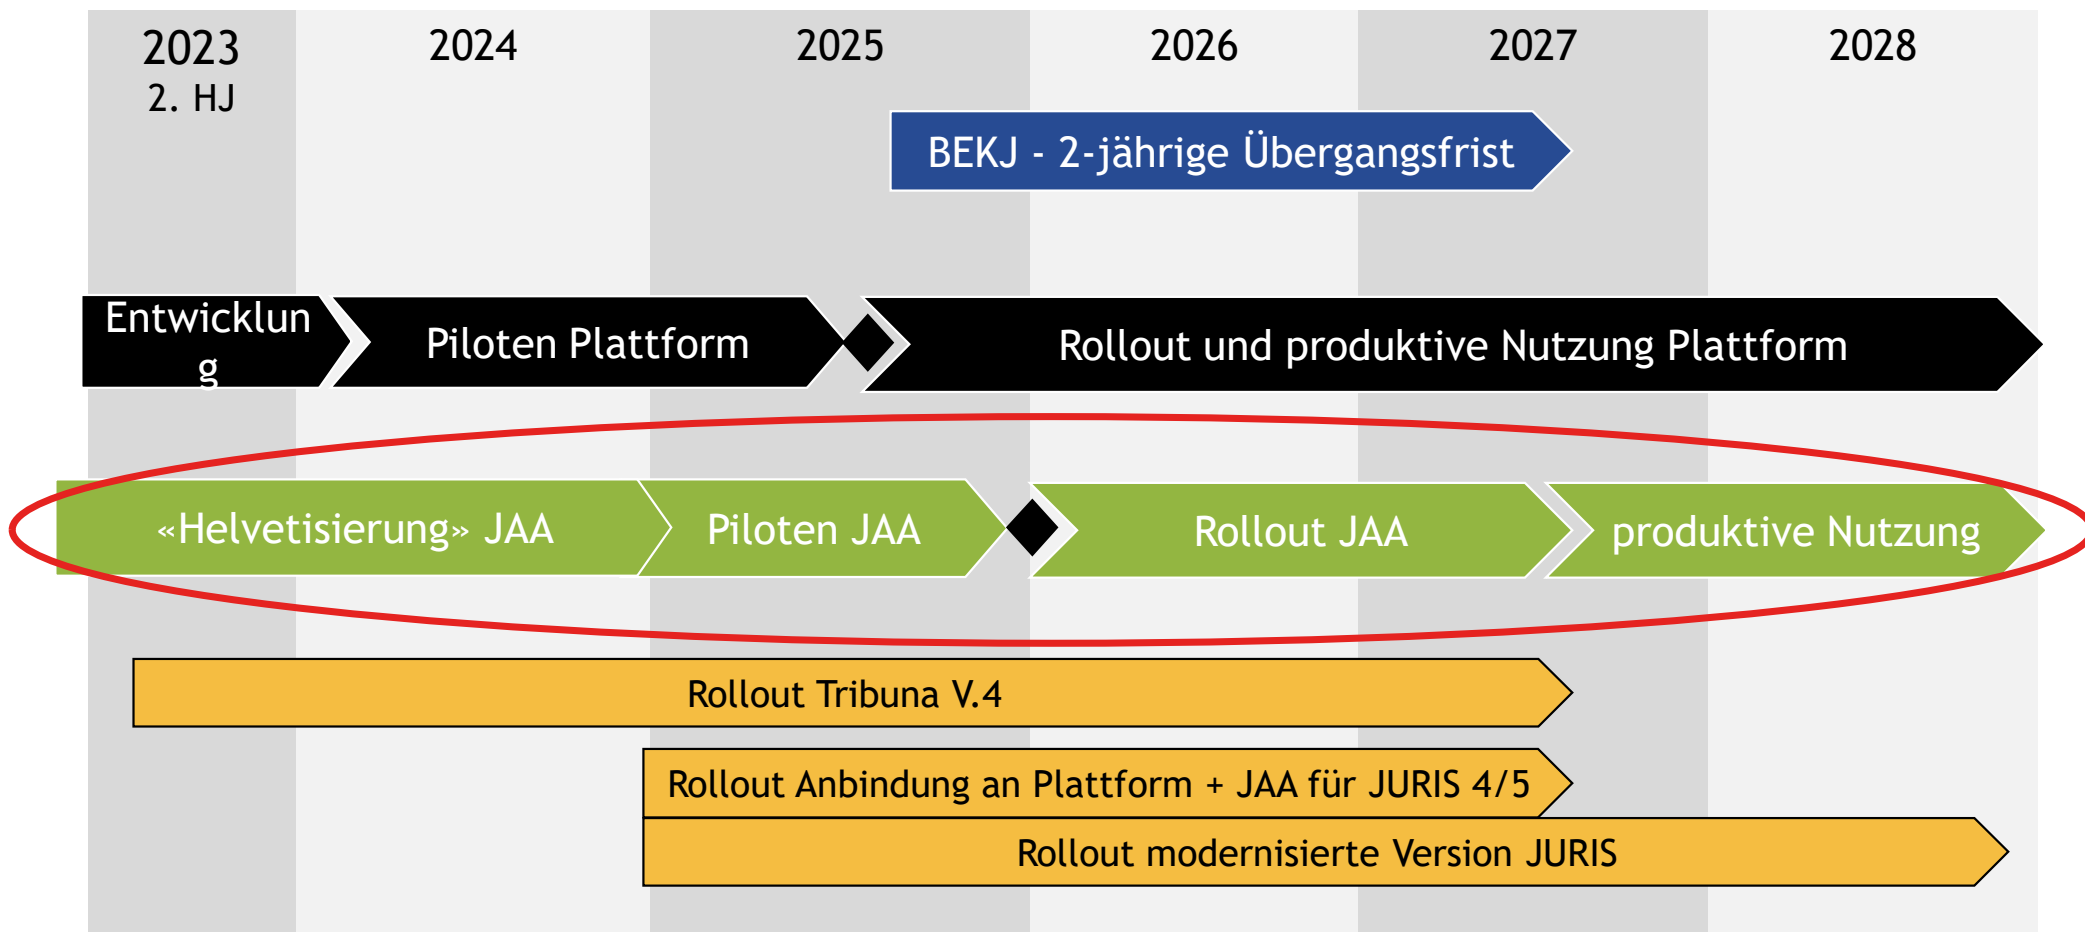 2023
2. HJ
2024
2025
2026
2027
2028
BEKJ - 2-jährige Übergangsfrist
Entwicklun
g
Piloten Plattform
Rollout und produktive Nutzung Plattform
«Helvetisierung» JAA
Piloten JAA
Rollout JAA
produktive Nutzung
Rollout Tribuna V.4
Rollout Anbindung an Plattform + JAA für JURIS 4/5
Rollout modernisierte Version JURIS